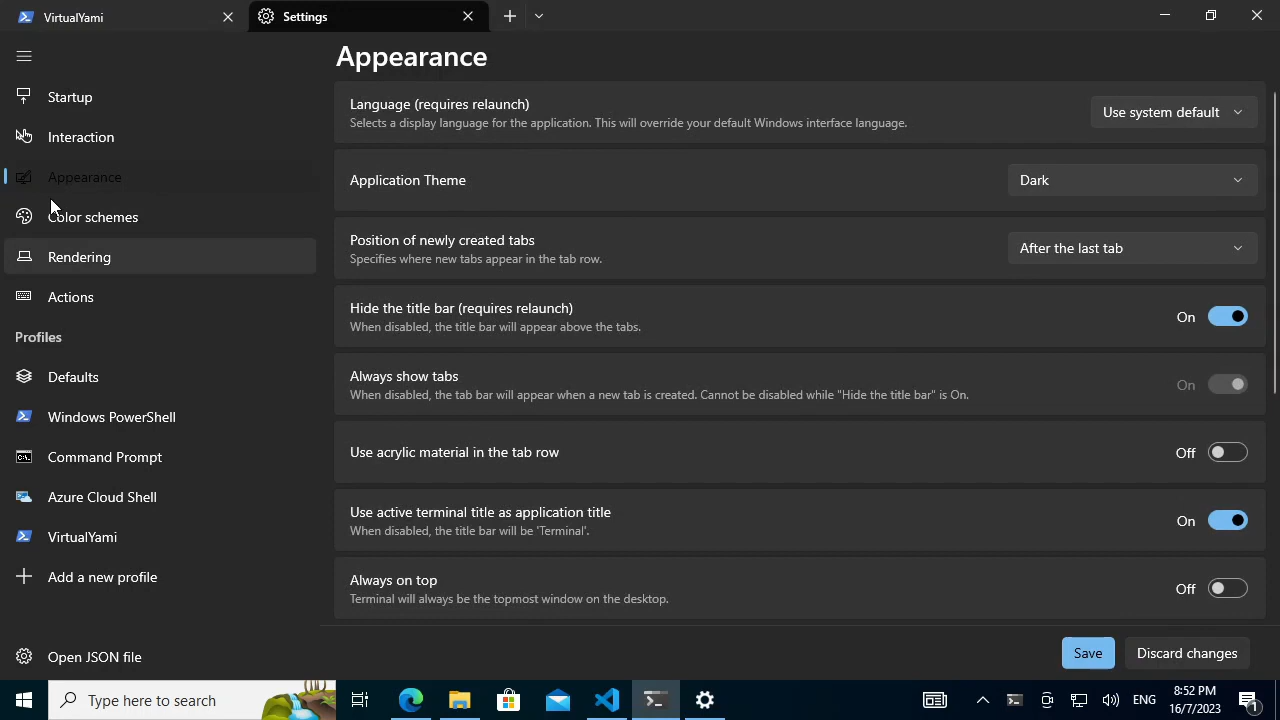 VirtualYami
Settings
Appearance
Startup
Interaction
Appearance
Color schemes
Rendering
Actions
Profiles
Defaults
Windows PowerShell
Command Prompt
Azure Cloud Shell
VirtualYami
Add a new profile
Open JSON file
Language (requires relaunch)
Selects a display language for the application. This will override your default Windows interface language.
Use system default
Application Theme
Dark
Position of newly created tabs
Specifies where new tabs appear in the tab row.
After the last tab
Hide the title bar (requires relaunch)
When disabled, the title bar will appear above the tabs.
On
Always show tabs
When disabled, the tab bar will appear when a new tab is created. Cannot be disabled while "Hide the title bar" is On.
On
Use acrylic material in the tab row
Off
Use active terminal title as application title
When disabled, the title bar will be 'Terminal'.
On
Always on top
Terminal will always be the topmost window on the desktop.
Off
Save
Discard changes
Type here to search
ENG
8:52 PM
16/7/2023
1